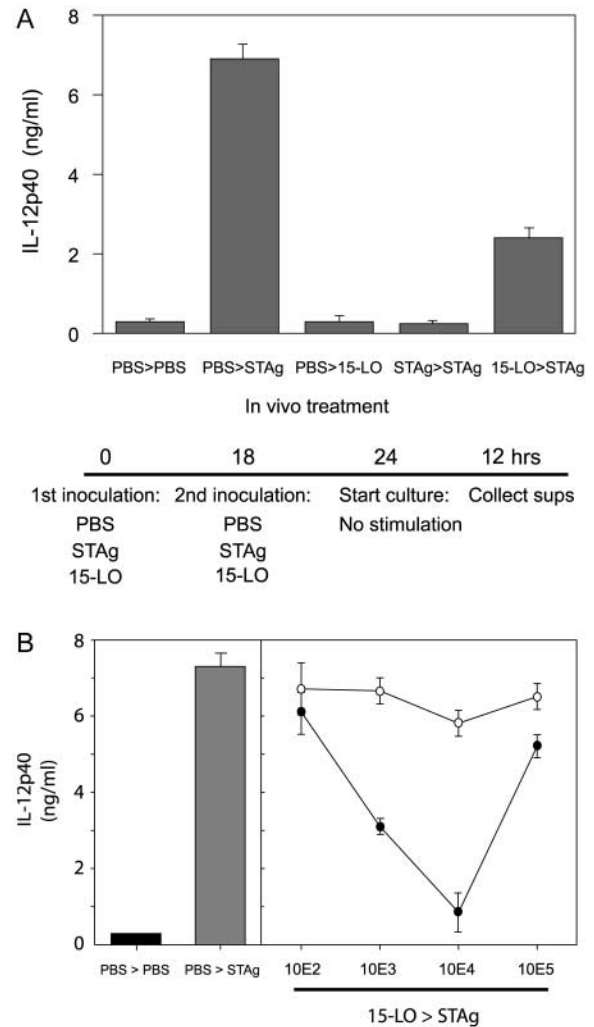 A
8
6
4
2
0
IL-12p40 (ng/ml)
PBS>PBS PBS>STAg PBS>15-LO STAg>STAg 15-LO>STAg
In vivo treatment
0 18 24 12 hrs
1st inoculation: 2nd inoculation: Start culture: Collect sups
PBS PBS No stimulation
STAg STAg
15-LO 15-LO
B
8
6
4
2
0
IL-12p40
(ng/ml)
PBS > PBS PBS > STAg 10E2 10E3 10E4 10E5
15-LO > STAg